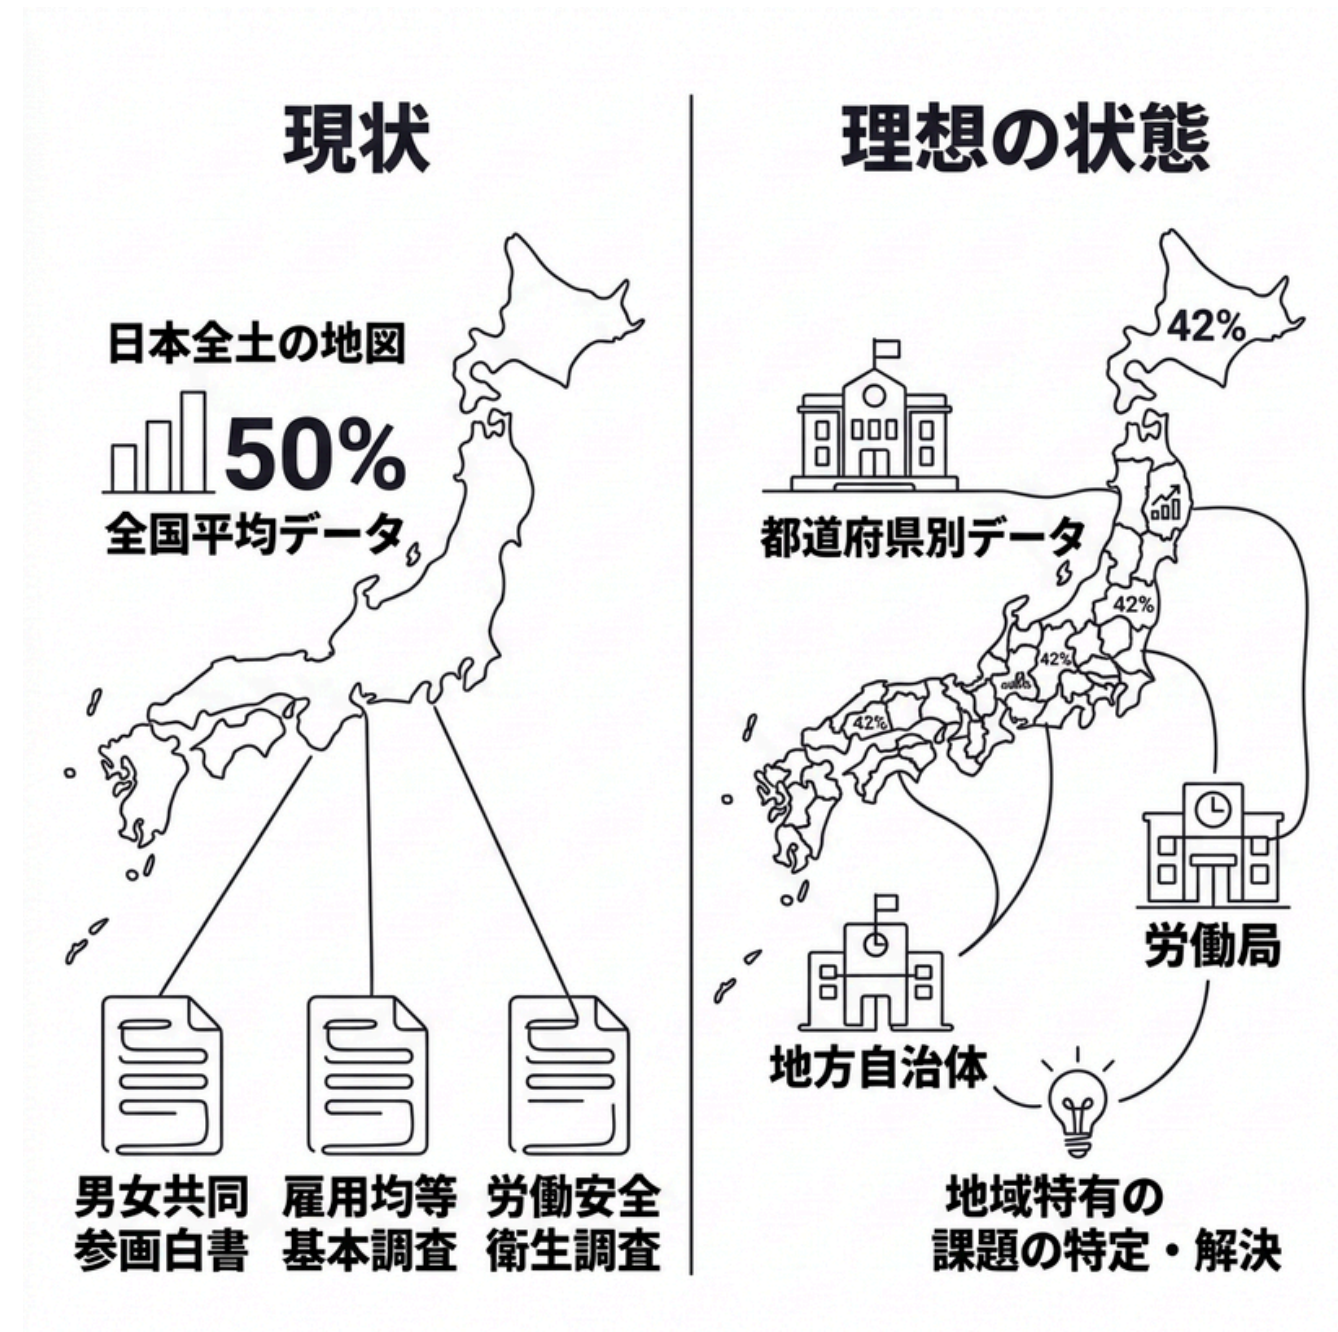 現状
日本全土の地図
50%
全国平均データ
男女共同
参画白書
雇用均等
基本調査
労働安全
衛生調査
理想の状態
42%
都道府県別データ
42%
42%
42%
労働局
地方自治体
地域特有の
課題の特定・解決